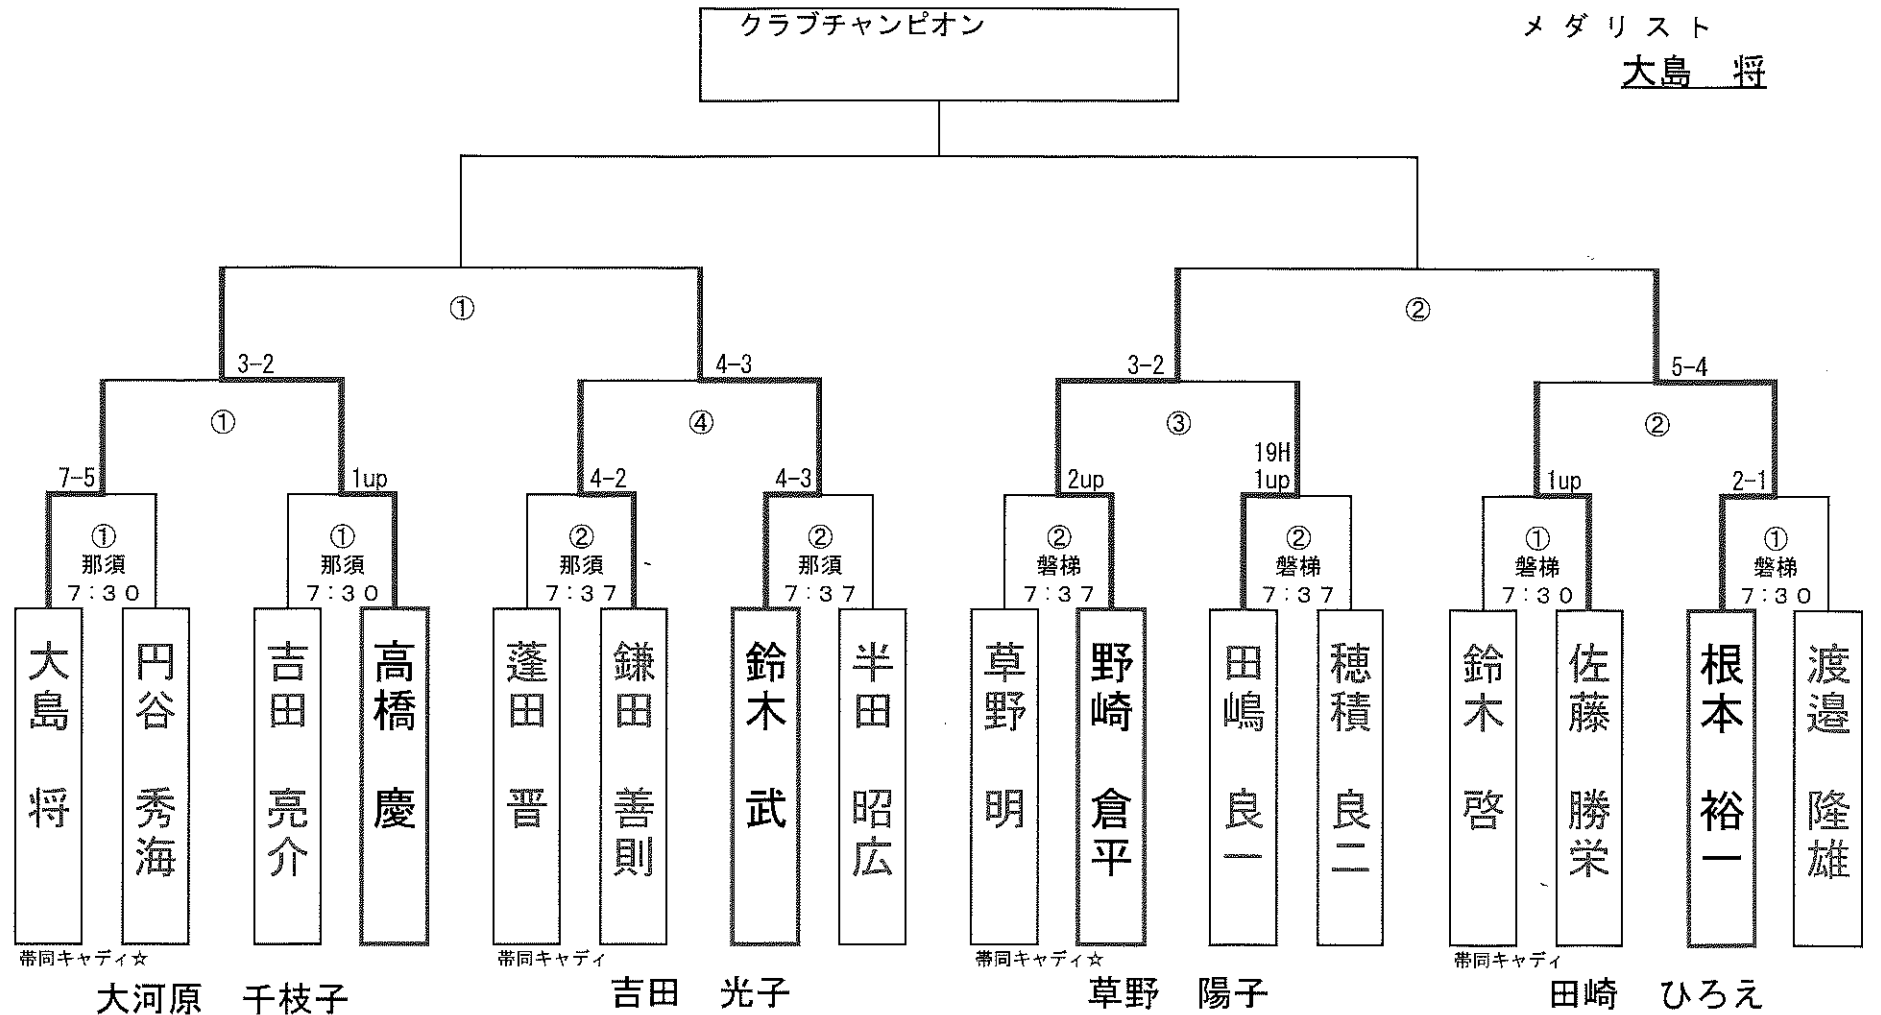 クラブチャンピオン
メダリスト
大島 将
① ②
3-2 4-3 3-2 5-4
① ④ ③ ②
19H
7-5 1up 4-2 4-3 2up 1up 1up 2-1
① ① ② ② ② ② ① ①
那須 那須 那須 那須 磐梯 磐梯 磐梯 磐梯
7:30 7:30 7:37 7:37 7:37 7:37 7:30 7:30
大島 将
円谷 秀海
吉田 亮介
高橋 慶
蓬田 晋
鎌田 善則
鈴木 武
半田 昭広
草野 明
野崎 倉平
田嶋 良一
穂積 良二
鈴木 啓
佐藤 勝栄
根本 裕一
渡邉 隆雄
帯同キャディ☆ 帯同キャディ 帯同キャディ☆ 帯同キャディ
大河原 千枝子 吉田 光子 草野 陽子 田崎 ひろえ